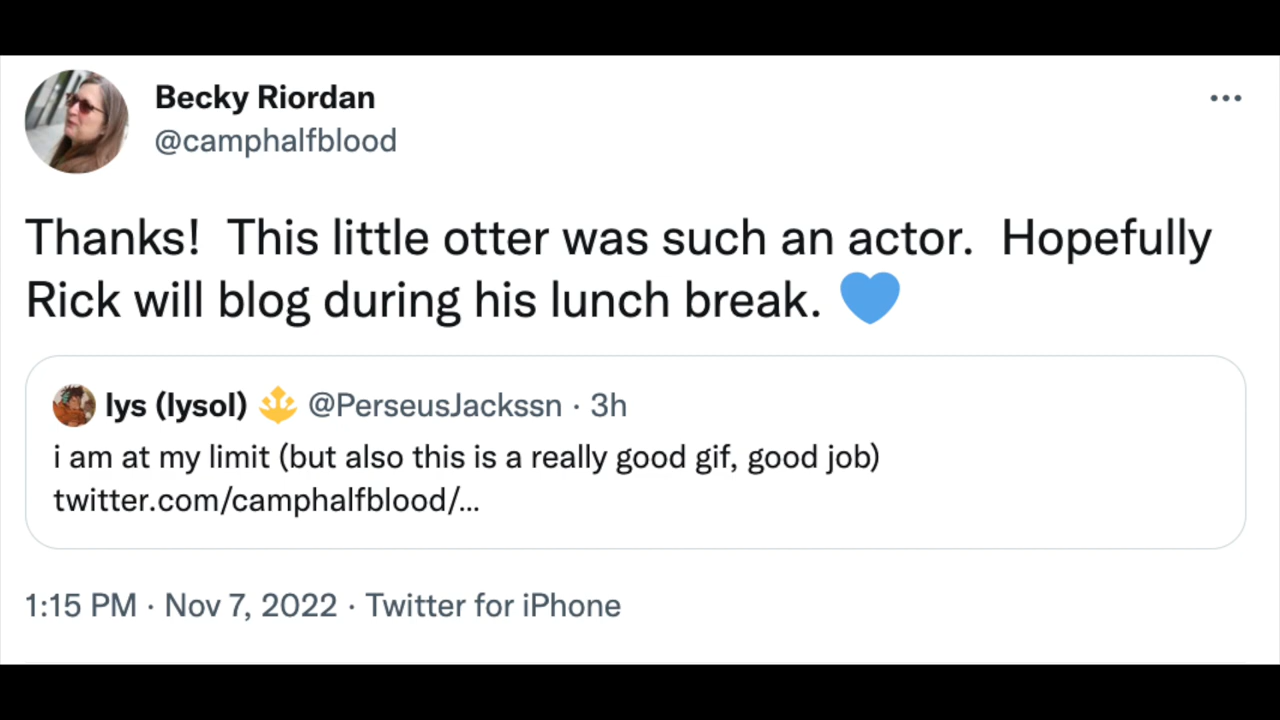 Becky Riordan
@camphalfblood
Thanks!  This little otter was such an actor.  Hopefully
Rick will blog during his lunch break. 💙
lys (lysol) @PerseusJackssn · 3h
i am at my limit (but also this is a really good gif, good job)
twitter.com/camphalfblood/...
1:15 PM · Nov 7, 2022 · Twitter for iPhone